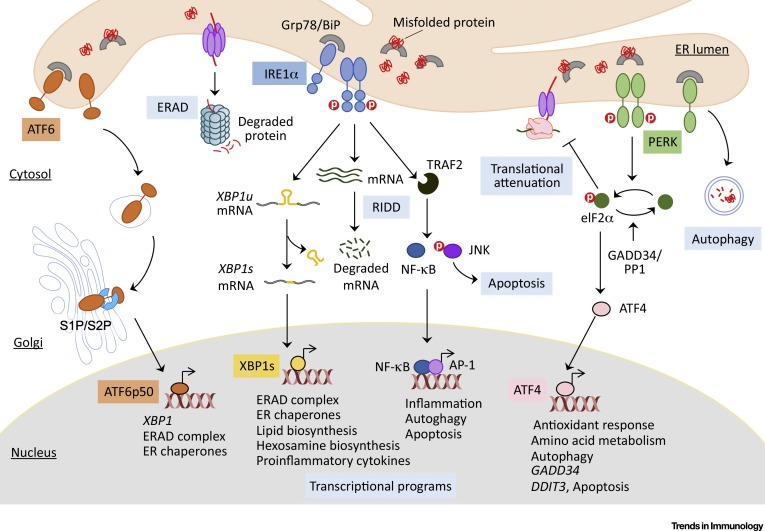 Grp78/BiP
Misfolded protein
ER lumen
IRE1α
ATF6
ERAD
Degraded
protein
P
P
P
P
PERK
Cytosol
XBP1u
mRNA
mRNA
RIDD
TRAF2
Translational
attenuation
P
eIF2α
Autophagy
XBP1s
mRNA
Degraded
mRNA
P
NF-κB
JNK
Apoptosis
GADD34/
PP1
ATF4
S1P/S2P
Golgi
ATF6p50
XBP1s
NF-κB
AP-1
ATF4
XBP1
ERAD complex
ER chaperones
ERAD complex
ER chaperones
Lipid biosynthesis
Hexosamine biosynthesis
Proinflammatory cytokines
Inflammation
Autoghagy
Apoptosis
Antioxidant response
Amino acid metabolism
Autophagy
GADD34
DDIT3, Apoptosis
Nucleus
Transcriptional programs
Trends in Immunology